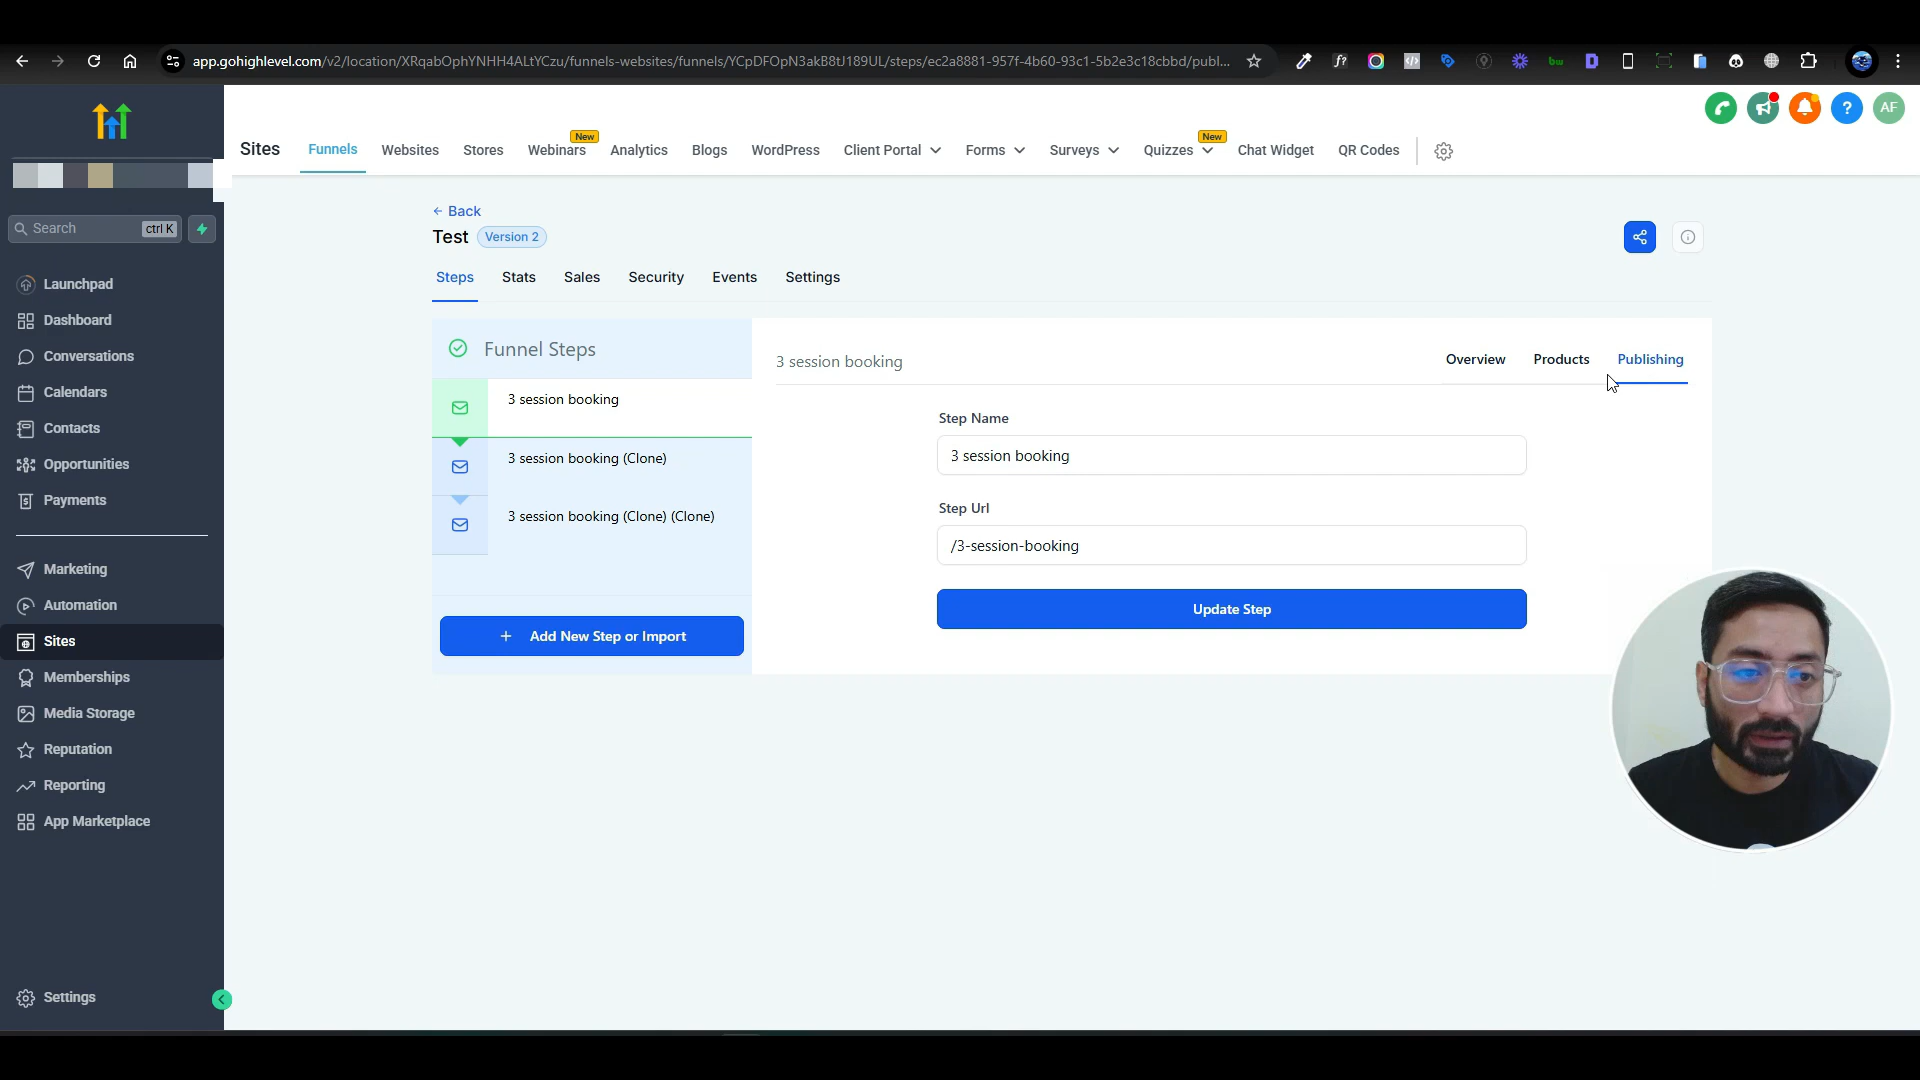 app.gohighlevel.com/v2/location/XRqabOphYNHH4ALtYCzu/funnels-websites/funnels/YCpDFOpN3akB8tJ189UL/steps/ec2a8881-957f-4b60-93c1-5b2e3c18cbbd/publ...
AF
Sites
Funnels
Websites
Stores
Webinars
New
Analytics
Blogs
WordPress
Client Portal
Forms
Surveys
Quizzes
New
Chat Widget
QR Codes
Search
ctrl K
Launchpad
Dashboard
Conversations
Calendars
Contacts
Opportunities
Payments
Marketing
Automation
Sites
Memberships
Media Storage
Reputation
Reporting
App Marketplace
Settings
Back
Test
Version 2
Steps
Stats
Sales
Security
Events
Settings
Funnel Steps
3 session booking
3 session booking (Clone)
3 session booking (Clone) (Clone)
+ Add New Step or Import
3 session booking
Overview
Products
Publishing
Step Name
3 session booking
Step Url
/3-session-booking
Update Step